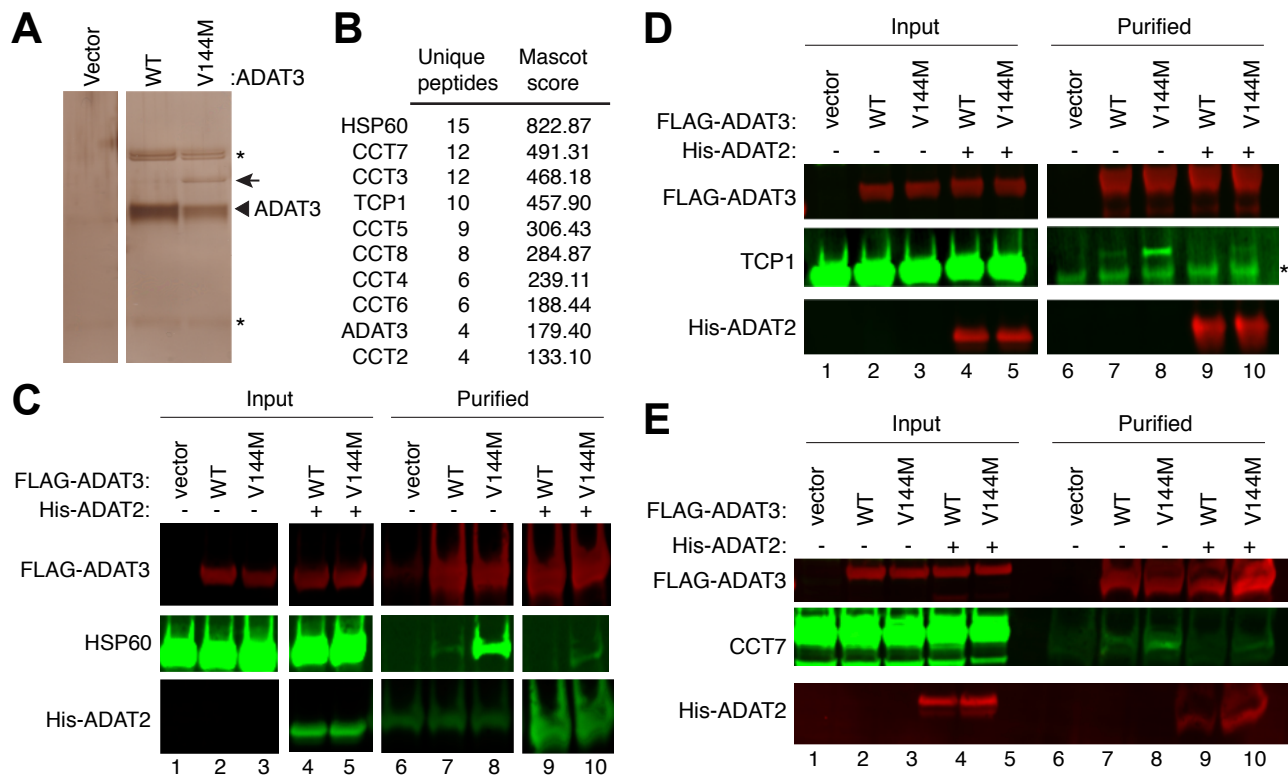 A
Vector
WT
V144M
:ADAT3
*
ADAT3
*
B
Unique peptides
Mascot score
HSP60 15 822.87
CCT7 12 491.31
CCT3 12 468.18
TCP1 10 457.90
CCT5 9 306.43
CCT8 8 284.87
CCT4 6 239.11
CCT6 6 188.44
ADAT3 4 179.40
CCT2 4 133.10
C
Input Purified
FLAG-ADAT3: vector WT V144M WT V144M vector WT V144M WT V144M
His-ADAT2: - - - + + - - - + +
FLAG-ADAT3
HSP60
His-ADAT2
1 2 3 4 5 6 7 8 9 10
D
Input Purified
FLAG-ADAT3: vector WT V144M WT V144M vector WT V144M WT V144M
His-ADAT2: - - - + + - - - + +
FLAG-ADAT3
TCP1 *
His-ADAT2
1 2 3 4 5 6 7 8 9 10
E
Input Purified
FLAG-ADAT3: vector WT V144M WT V144M vector WT V144M WT V144M
His-ADAT2: - - - + + - - - + +
FLAG-ADAT3
CCT7
His-ADAT2
1 2 3 4 5 6 7 8 9 10